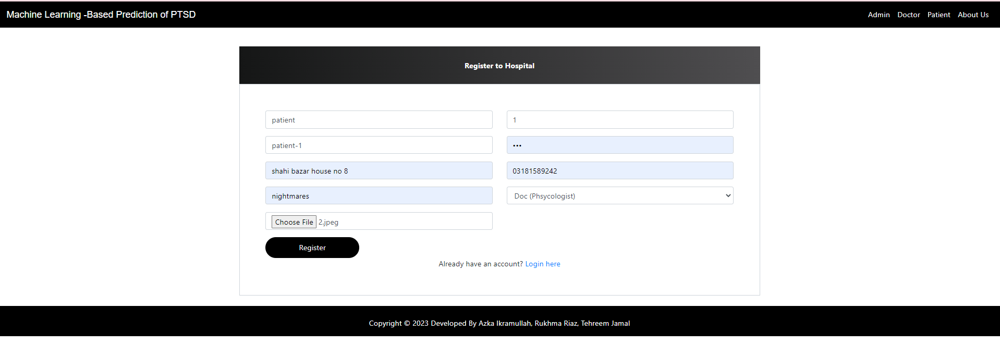 Machine Learning -Based Prediction of PTSD
Admin Doctor Patient About Us
Register to Hospital
patient
1
patient-1
•••
shahi bazar house no 8
03181589242
nightmares
Doc (Phsycologist)
Choose File 2.jpeg
Register
Already have an account? Login here
Copyright © 2023 Developed By Azka Ikramullah, Rukhma Riaz, Tehreem Jamal